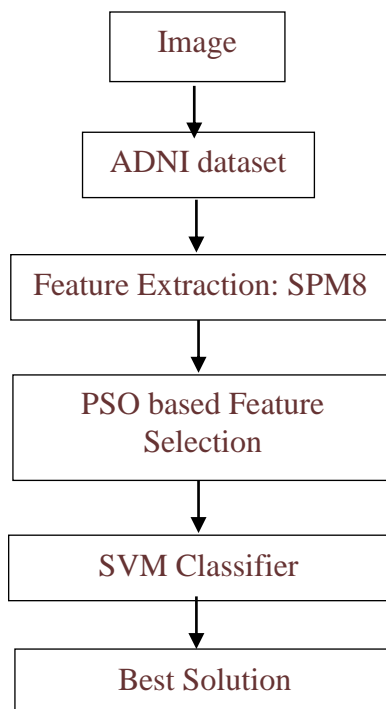 Image
ADNI dataset
Feature Extraction: SPM8
PSO based Feature
Selection
SVM Classifier
Best Solution